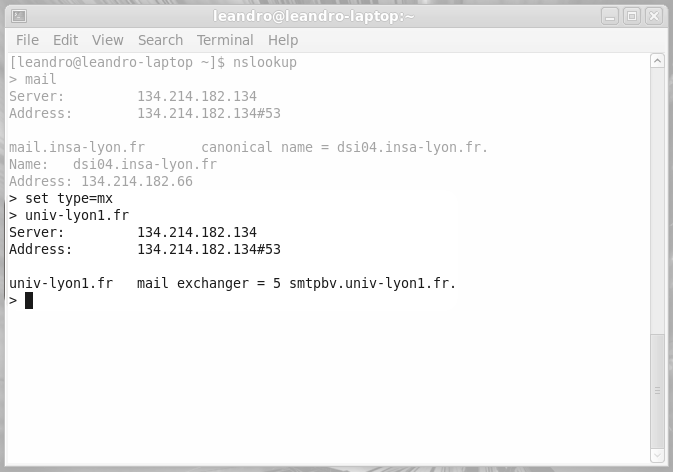 leandro@leandro-laptop:~
File Edit View Search Terminal Help
[leandro@leandro-laptop ~]$ nslookup
> mail
Server:         134.214.182.134
Address:        134.214.182.134#53

mail.insa-lyon.fr       canonical name = dsi04.insa-lyon.fr.
Name:   dsi04.insa-lyon.fr
Address: 134.214.182.66
> set type=mx
> univ-lyon1.fr
Server:         134.214.182.134
Address:        134.214.182.134#53

univ-lyon1.fr   mail exchanger = 5 smtpbv.univ-lyon1.fr.
>